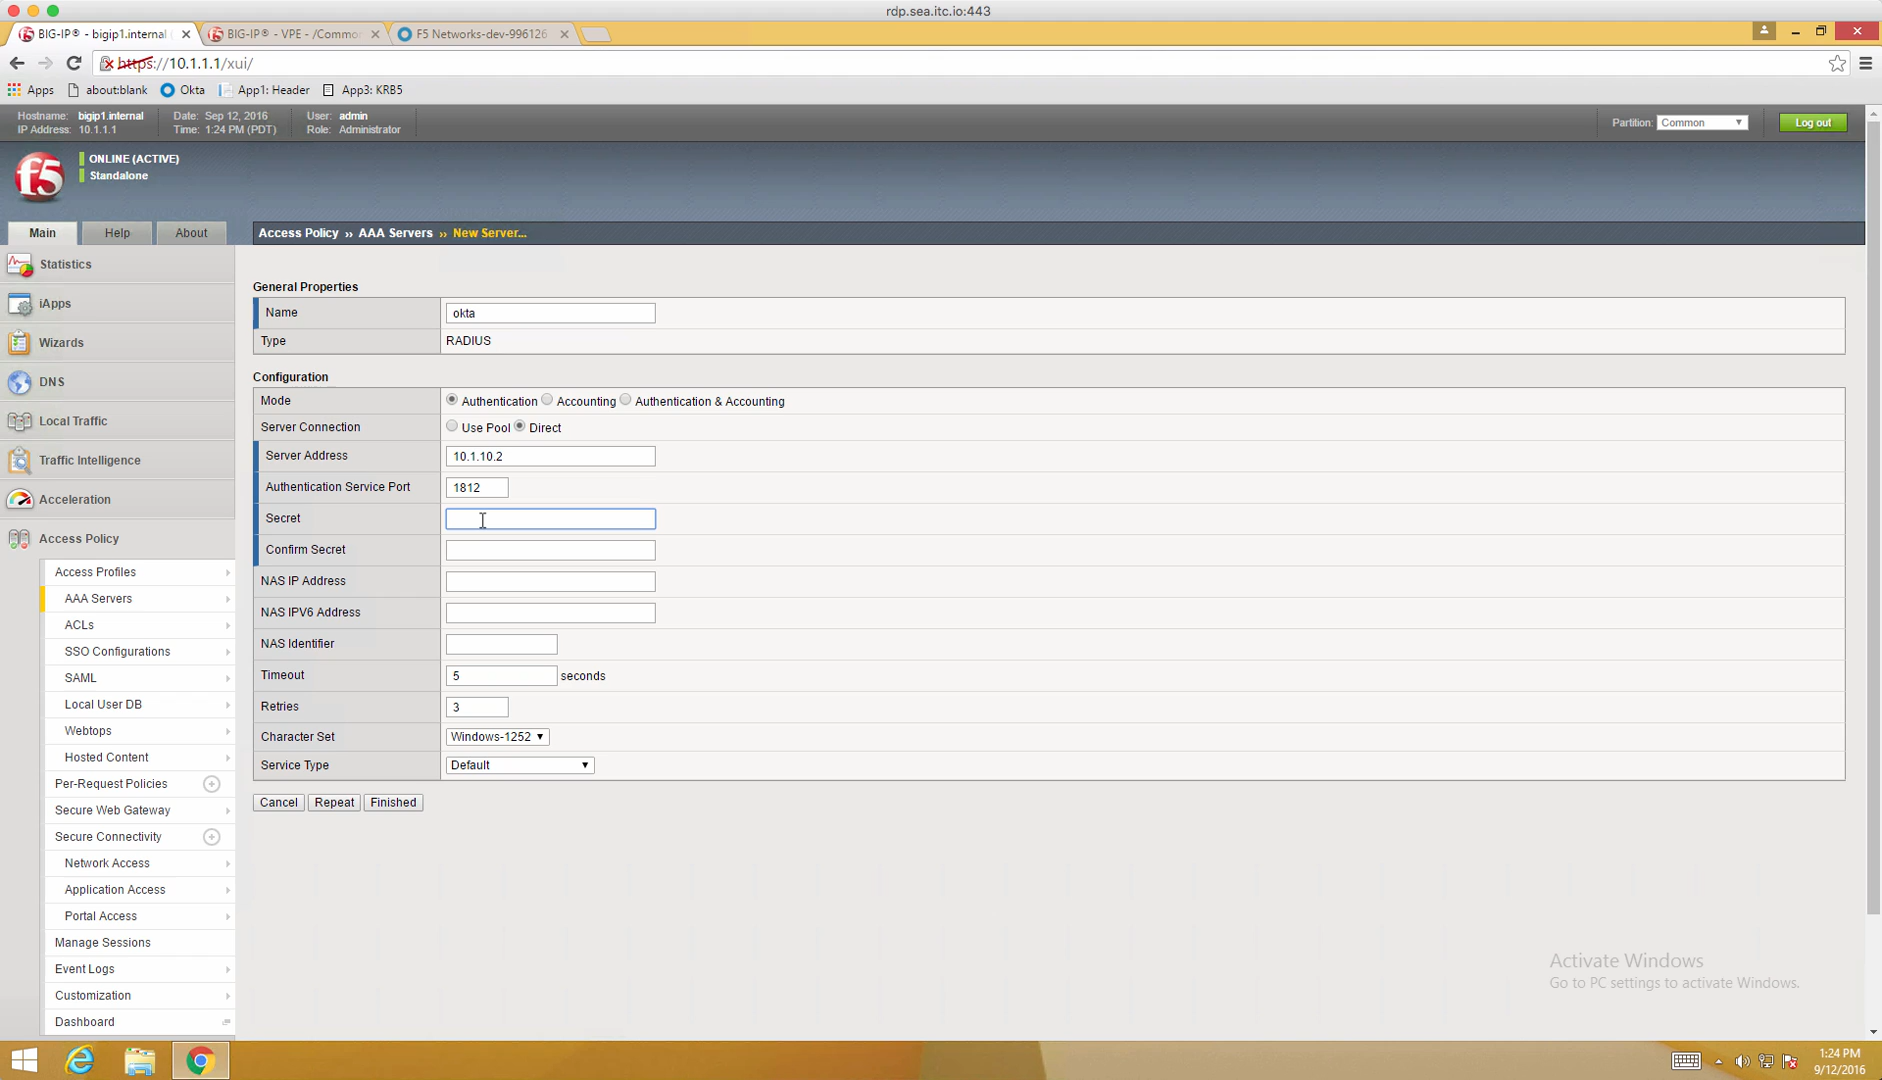 rdp.sea.itc.io:443
BIG-IP® - bigip1.internal (
BIG-IP® - VPE - /Commo
F5 Networks-dev-996126
https://10.1.1.1/xui/
Apps
about:blank
Okta
App1: Header
App3: KRB5
Hostname: bigip1.internal
IP Address: 10.1.1.1
Date: Sep 12, 2016
Time: 1:24 PM (PDT)
User: admin
Role: Administrator
Partition: Common
Log out
f5
ONLINE (ACTIVE)
Standalone
Main
Help
About
Access Policy ›› AAA Servers ›› New Server...
Statistics
iApps
Wizards
DNS
Local Traffic
Traffic Intelligence
Acceleration
Access Policy
Access Profiles
AAA Servers
ACLs
SSO Configurations
SAML
Local User DB
Webtops
Hosted Content
Per-Request Policies
Secure Web Gateway
Secure Connectivity
Network Access
Application Access
Portal Access
Manage Sessions
Event Logs
Customization
Dashboard
General Properties
Name okta
Type RADIUS
Configuration
Mode Authentication Accounting Authentication & Accounting
Server Connection Use Pool Direct
Server Address 10.1.10.2
Authentication Service Port 1812
Secret
Confirm Secret
NAS IP Address
NAS IPV6 Address
NAS Identifier
Timeout 5 seconds
Retries 3
Character Set Windows-1252
Service Type Default
Cancel Repeat Finished
Activate Windows
Go to PC settings to activate Windows.
1:24 PM
9/12/2016